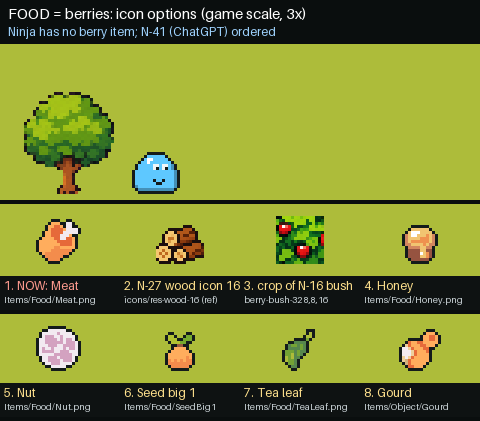 FOOD = berries: icon options (game scale, 3x)
Ninja has no berry item; N-41 (ChatGPT) ordered
1. NOW: Meat
2. N-27 wood icon 16
3. crop of N-16 bush
4. Honey
Items/Food/Meat.png
icons/res-wood-16 (ref)
berry-bush-328,8,16
Items/Food/Honey.png
5. Nut
6. Seed big 1
7. Tea leaf
8. Gourd
Items/Food/Nut.png
Items/Food/SeedBig1
Items/Food/TeaLeaf.png
Items/Object/Gourd